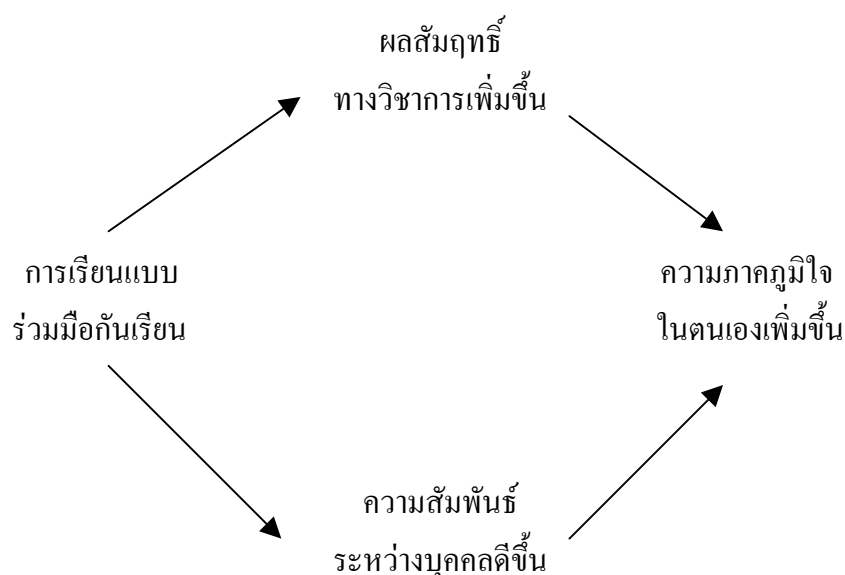 ผลสัมฤทธิ์
ทางวิชาการเพิ่มขึ้น
การเรียนแบบ
ร่วมมือกันเรียน
ความภาคภูมิใจ
ในตนเองเพิ่มขึ้น
ความสัมพันธ์
ระหว่างบุคคลดีขึ้น